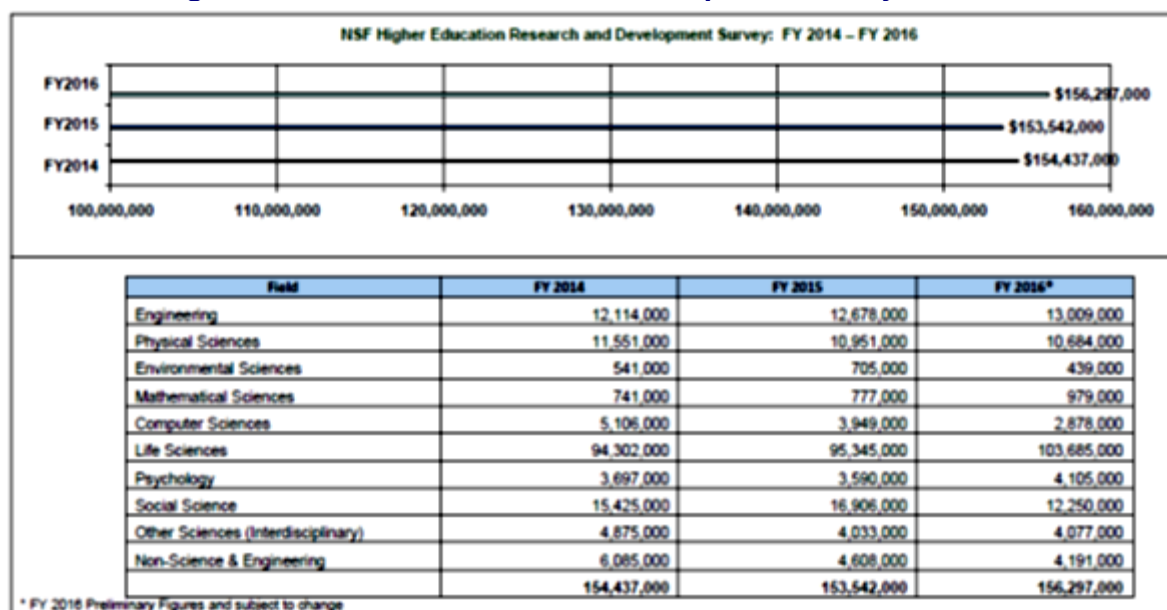 NSF Higher Education Research and Development Survey: FY 2014 – FY 2016
FY2016
$156,297,000
FY2015
$153,542,000
FY2014
$154,437,000
100,000,000 110,000,000 120,000,000 130,000,000 140,000,000 150,000,000 160,000,000
Field FY 2014 FY 2015 FY 2016*
Engineering 12,114,000 12,678,000 13,009,000
Physical Sciences 11,551,000 10,951,000 10,684,000
Environmental Sciences 541,000 705,000 439,000
Mathematical Sciences 741,000 777,000 979,000
Computer Sciences 5,106,000 3,949,000 2,878,000
Life Sciences 94,302,000 95,345,000 103,685,000
Psychology 3,697,000 3,590,000 4,105,000
Social Science 15,425,000 16,906,000 12,250,000
Other Sciences (Interdisciplinary) 4,875,000 4,033,000 4,077,000
Non-Science & Engineering 6,085,000 4,608,000 4,191,000
154,437,000 153,542,000 156,297,000
* FY 2016 Preliminary Figures and subject to change